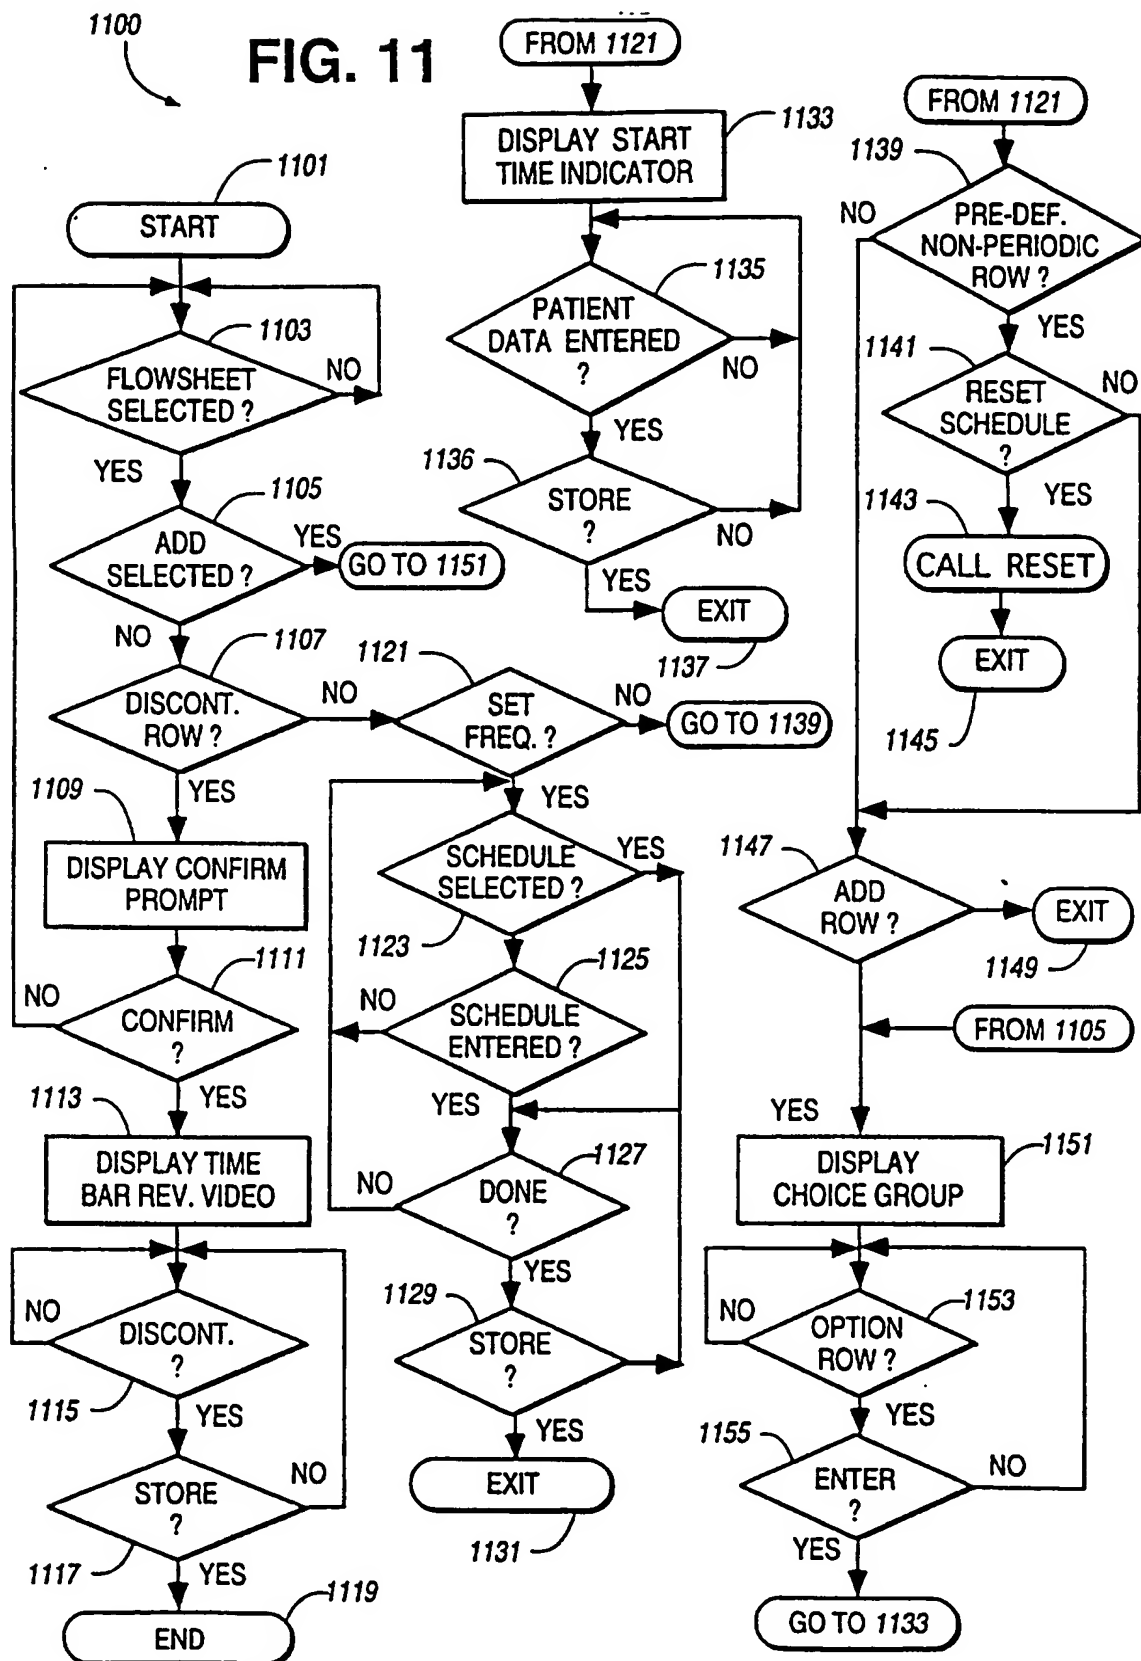 1100
FIG. 11
1101
START
1103
FLOWSHEET
SELECTED ?
NO
YES
1105
ADD
SELECTED ?
YES
GO TO 1151
NO
1107
DISCONT.
ROW ?
NO
YES
1109
DISPLAY CONFIRM
PROMPT
1111
NO
CONFIRM
?
YES
1113
DISPLAY TIME
BAR REV. VIDEO
NO
DISCONT.
?
1115
YES
STORE
?
NO
1117
YES
1119
END
FROM 1121
1133
DISPLAY START
TIME INDICATOR
1135
PATIENT
DATA ENTERED
?
NO
YES
1136
STORE
?
NO
YES
EXIT
1137
1121
SET
FREQ. ?
NO
GO TO 1139
YES
SCHEDULE
SELECTED ?
YES
1123
1125
NO
SCHEDULE
ENTERED ?
YES
1127
NO
DONE
?
YES
1129
STORE
?
YES
EXIT
1131
FROM 1121
1139
NO
PRE-DEF.
NON-PERIODIC
ROW ?
YES
1141
RESET
SCHEDULE
?
NO
YES
1143
CALL RESET
EXIT
1145
1147
ADD
ROW ?
EXIT
1149
FROM 1105
YES
1151
DISPLAY
CHOICE GROUP
1153
NO
OPTION
ROW ?
YES
1155
ENTER
?
NO
YES
GO TO 1133